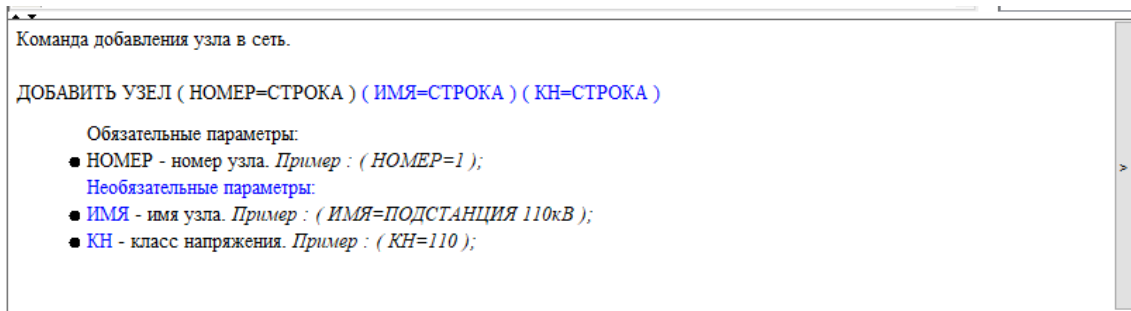 Команда добавления узла в сеть.
ДОБАВИТЬ УЗЕЛ ( НОМЕР=СТРОКА ) ( ИМЯ=СТРОКА ) ( КН=СТРОКА )
Обязательные параметры:
● НОМЕР - номер узла. Пример : ( НОМЕР=1 );
Необязательные параметры:
● ИМЯ - имя узла. Пример : ( ИМЯ=ПОДСТАНЦИЯ 110кВ );
● КН - класс напряжения. Пример : ( КН=110 );